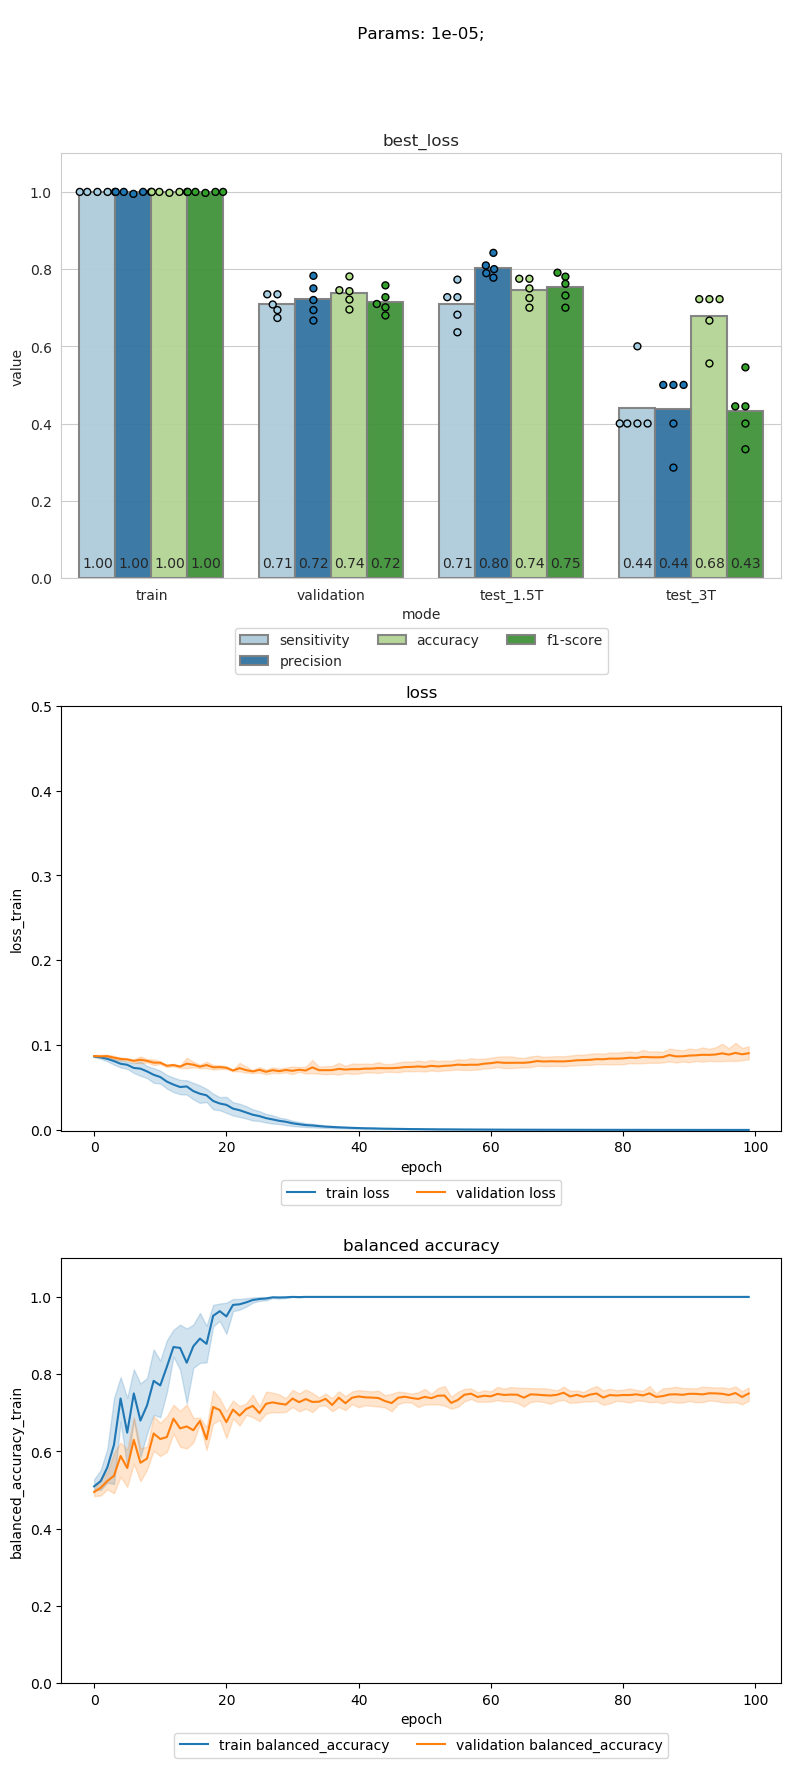 Params: 1e-05;
best_loss
1.0
0.8
0.6
0.4
0.2
0.0
value
1.00 1.00 1.00 1.00 0.71 0.72 0.74 0.72 0.71 0.80 0.74 0.75 0.44 0.44 0.68 0.43
train validation test_1.5T test_3T
mode
sensitivity accuracy f1-score
precision
loss
0.5
0.4
0.3
0.2
0.1
0.0
loss_train
0 20 40 60 80 100
epoch
train loss validation loss
balanced accuracy
1.0
0.8
0.6
0.4
0.2
0.0
balanced_accuracy_train
0 20 40 60 80 100
epoch
train balanced_accuracy validation balanced_accuracy